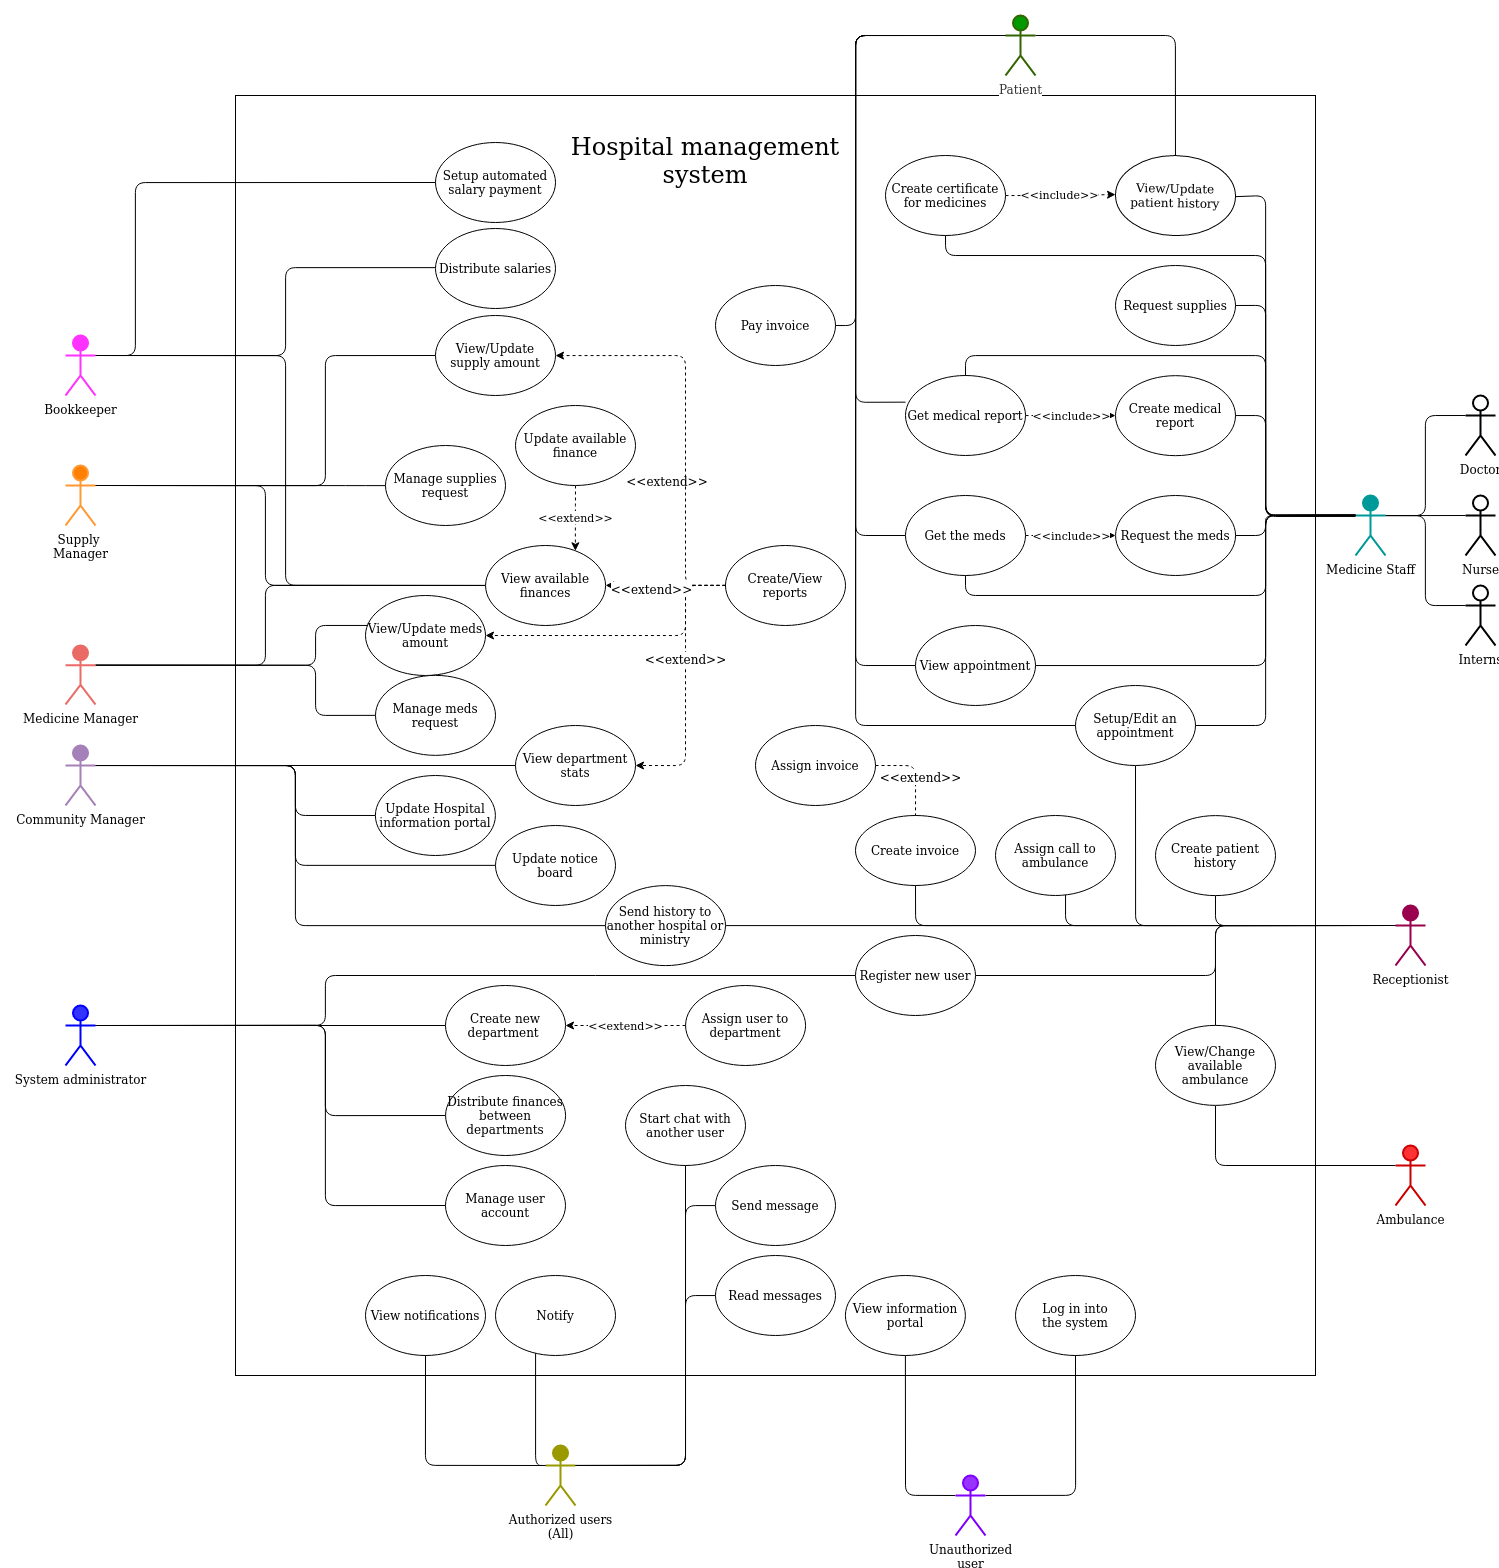 Patient
Hospital management
system
Setup automated
salary payment
Create certificate
for medicines
<<include>>
View/Update
patient history
Distribute salaries
Request supplies
Pay invoice
View/Update
supply amount
Bookkeeper
Get medical report
<<include>>
Create medical
report
Doctor
Update available
finance
Manage supplies
request
<<extend>>
<<extend>>
Supply
Manager
Get the meds
<<include>>
Request the meds
Medicine Staff
Nurse
View available
finances
<<extend>>
Create/View
reports
View/Update meds
amount
<<extend>>
View appointment
Interns
Medicine Manager
Manage meds
request
Setup/Edit an
appointment
View department
stats
Assign invoice
<<extend>>
Community Manager
Update Hospital
information portal
Update notice
board
Create invoice
Assign call to
ambulance
Create patient
history
Send history to
another hospital or
ministry
Register new user
Receptionist
Create new
department
<<extend>>
Assign user to
department
System administrator
View/Change
available
ambulance
Distribute finances
between
departments
Start chat with
another user
Manage user
account
Send message
Ambulance
Read messages
View notifications
Notify
View information
portal
Log in into
the system
Authorized users
(All)
Unauthorized
user